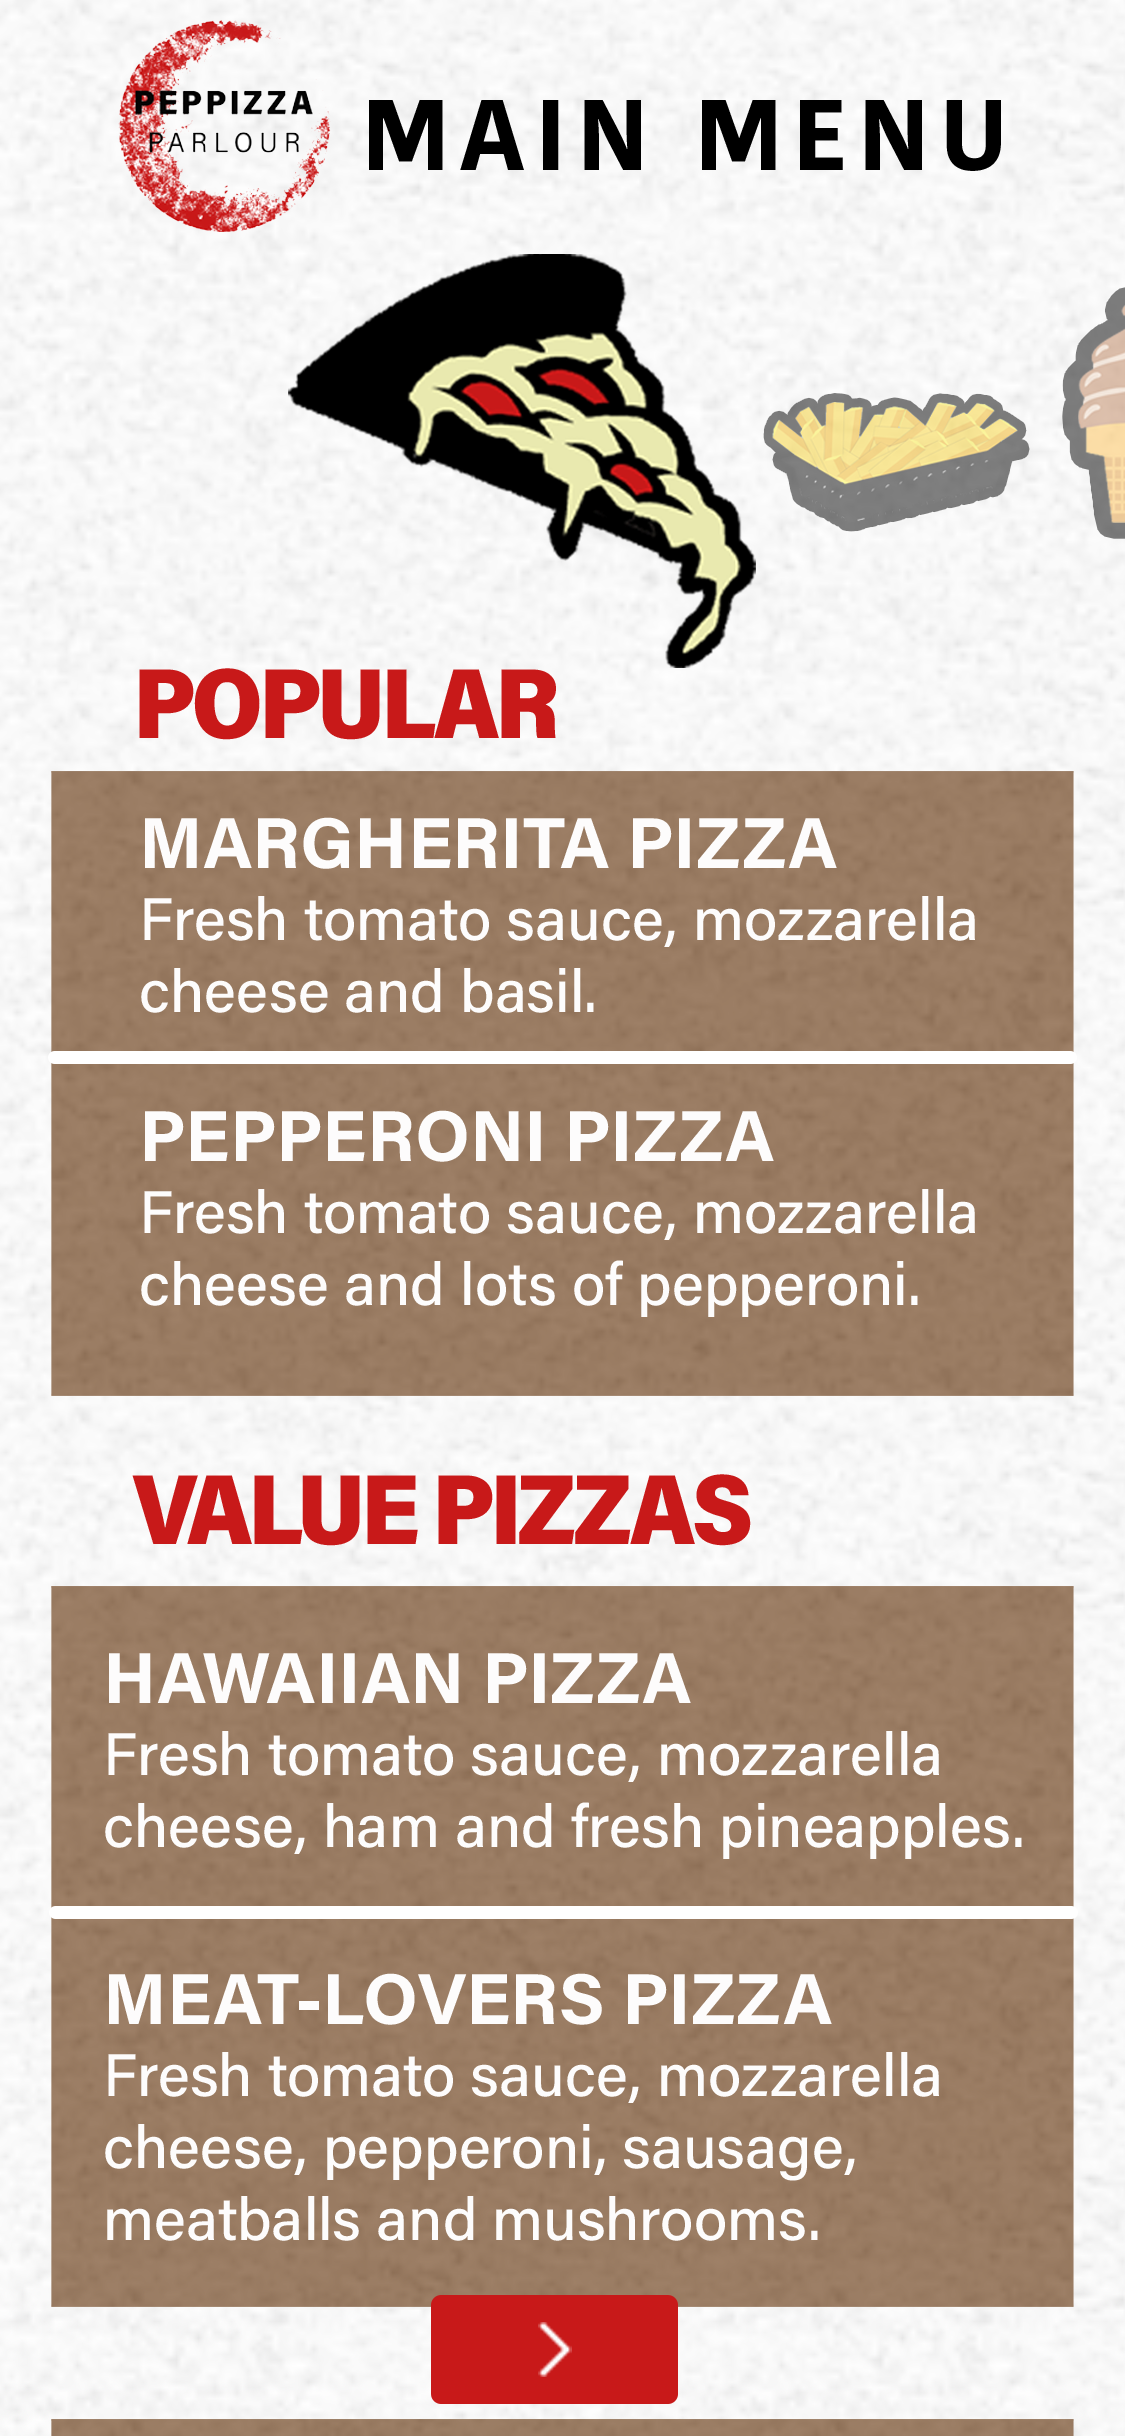 PEPPIZZA
PARLOUR
MAIN MENU
POPULAR
MARGHERITA PIZZA
Fresh tomato sauce, mozzarella
cheese and basil.
PEPPERONI PIZZA
Fresh tomato sauce, mozzarella
cheese and lots of pepperoni.
VALUE PIZZAS
HAWAIIAN PIZZA
Fresh tomato sauce, mozzarella
cheese, ham and fresh pineapples.
MEAT-LOVERS PIZZA
Fresh tomato sauce, mozzarella
cheese, pepperoni, sausage,
meatballs and mushrooms.